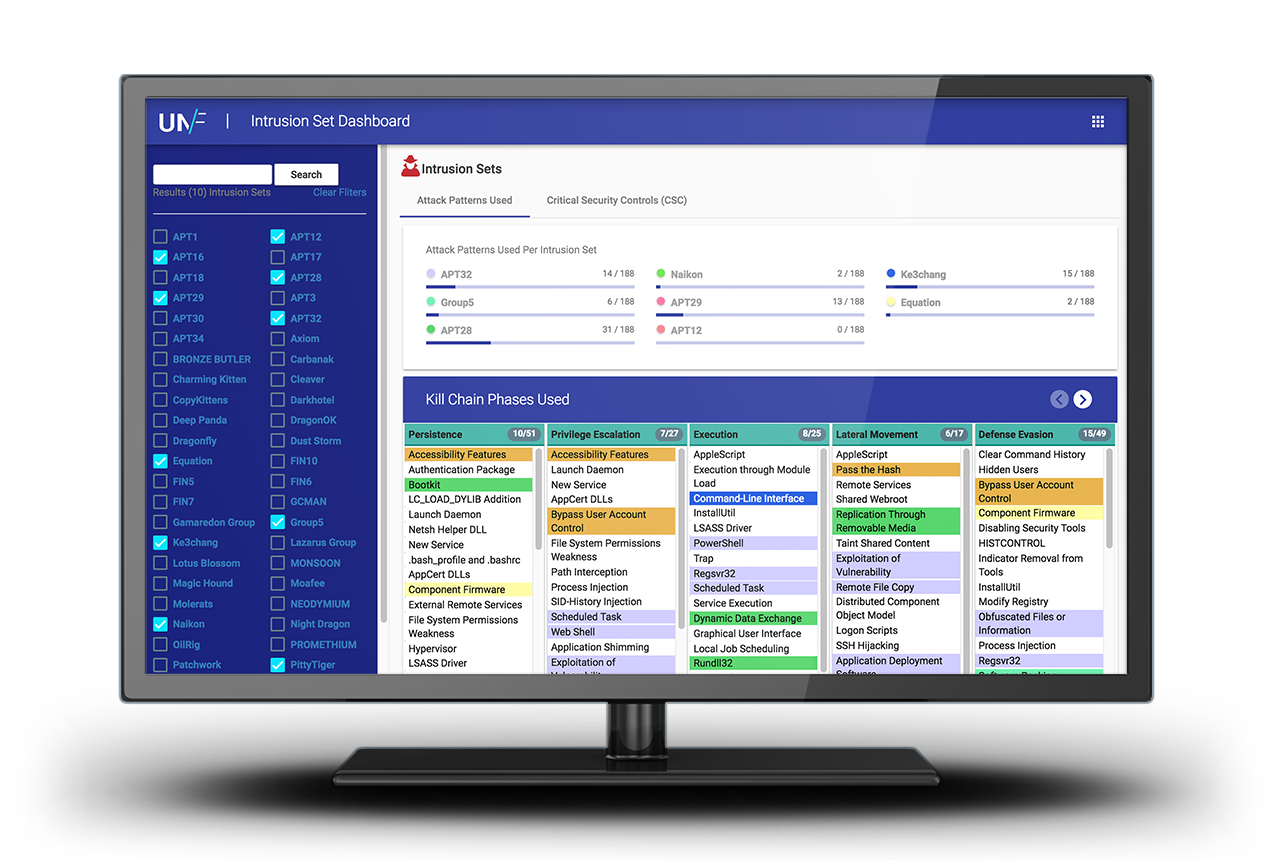 UNF | Intrusion Set Dashboard
Search
Results (10) Intrusion Sets Clear Fliters
APT1 APT12
APT16 APT17
APT18 APT28
APT29 APT3
APT30 APT32
APT34 Axiom
BRONZE BUTLER Carbanak
Charming Kitten Cleaver
CopyKittens Darkhotel
Deep Panda DragonOK
Dragonfly Dust Storm
Equation FIN10
FIN5 FIN6
FIN7 GCMAN
Gamaredon Group Group5
Ke3chang Lazarus Group
Lotus Blossom MONSOON
Magic Hound Moafee
Molerats NEODYMIUM
Naikon Night Dragon
OilRig PROMETHIUM
Patchwork PittyTiger
Intrusion Sets
Attack Patterns Used Critical Security Controls (CSC)
Attack Patterns Used Per Intrusion Set
APT32 14 / 188 Naikon 2 / 188 Ke3chang 15 / 188
Group5 6 / 188 APT29 13 / 188 Equation 2 / 188
APT28 31 / 188 APT12 0 / 188
Kill Chain Phases Used
Persistence 10/51
Accessibility Features
Authentication Package
Bootkit
LC_LOAD_DYLIB Addition
Launch Daemon
Netsh Helper DLL
New Service
.bash_profile and .bashrc
AppCert DLLs
Component Firmware
External Remote Services
File System Permissions
Weakness
Hypervisor
LSASS Driver
Privilege Escalation 7/27
Accessibility Features
Launch Daemon
New Service
AppCert DLLs
Bypass User Account
Control
File System Permissions
Weakness
Path Interception
Process Injection
SID-History Injection
Scheduled Task
Web Shell
Application Shimming
Exploitation of
Vulnerability
Execution 8/25
AppleScript
Execution through Module
Load
Command-Line Interface
InstallUtil
LSASS Driver
PowerShell
Trap
Regsvr32
Scheduled Task
Service Execution
Dynamic Data Exchange
Graphical User Interface
Local Job Scheduling
Rundll32
Lateral Movement 6/17
AppleScript
Pass the Hash
Remote Services
Shared Webroot
Replication Through
Removable Media
Taint Shared Content
Exploitation of
Vulnerability
Remote File Copy
Distributed Component
Object Model
Logon Scripts
SSH Hijacking
Application Deployment
Software
Defense Evasion 15/49
Clear Command History
Hidden Users
Bypass User Account
Control
Component Firmware
Disabling Security Tools
HISTCONTROL
Indicator Removal from
Tools
InstallUtil
Modify Registry
Obfuscated Files or
Information
Process Injection
Regsvr32
Software Packing